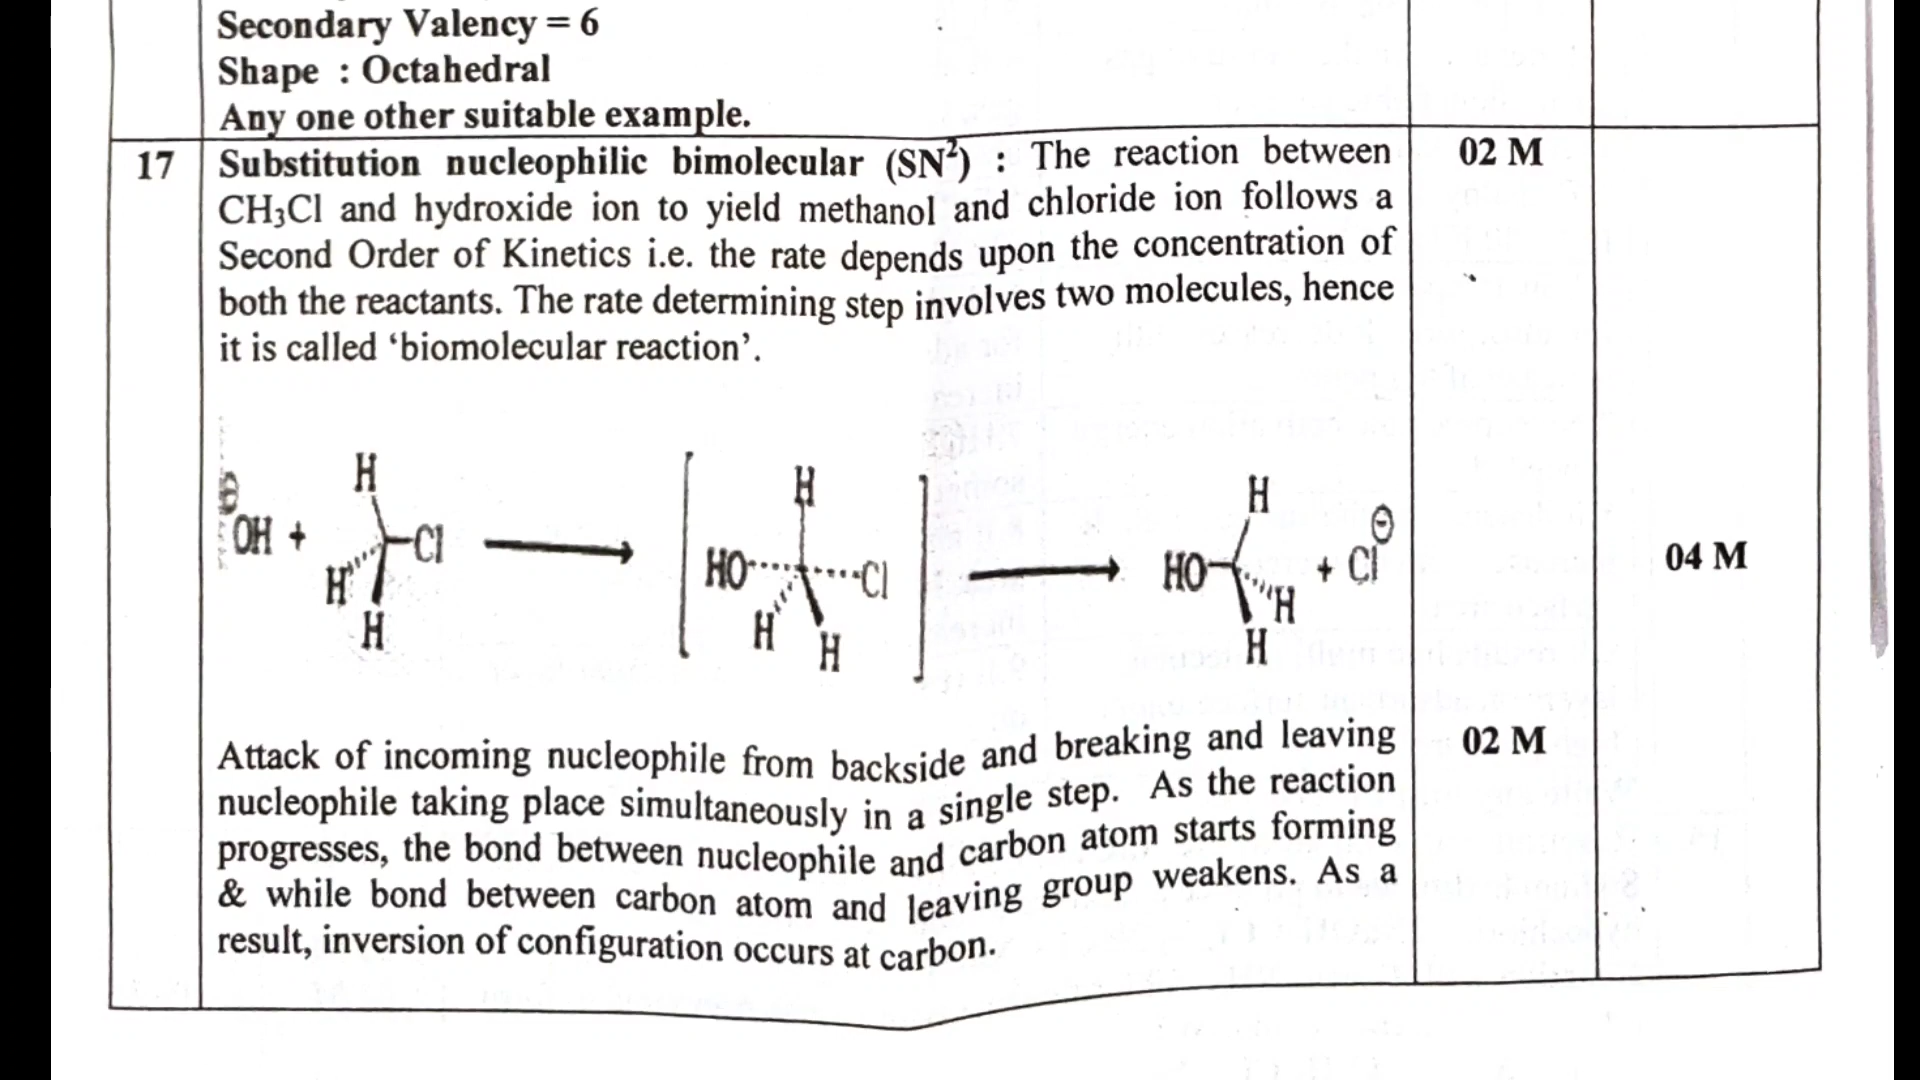 Secondary Valency = 6
Shape : Octahedral
Any one other suitable example.
17 Substitution nucleophilic bimolecular (SN²) : The reaction between 02 M
CH₃Cl and hydroxide ion to yield methanol and chloride ion follows a
Second Order of Kinetics i.e. the rate depends upon the concentration of
both the reactants. The rate determining step involves two molecules, hence
it is called ‘biomolecular reaction’.
H H H
⊖OH + Cl HO Cl HO + Cl⊖ 04 M
H H H
H H H
Attack of incoming nucleophile from backside and breaking and leaving 02 M
nucleophile taking place simultaneously in a single step. As the reaction
progresses, the bond between nucleophile and carbon atom starts forming
& while bond between carbon atom and leaving group weakens. As a
result, inversion of configuration occurs at carbon.